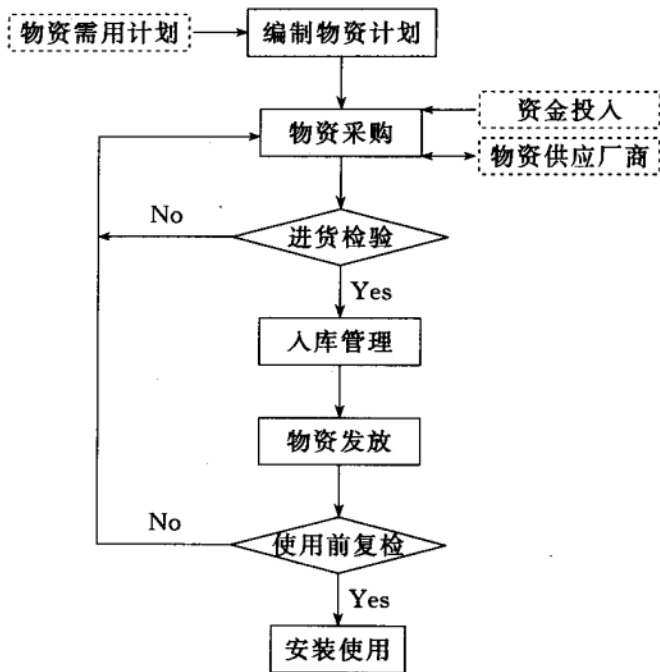 物资需用计划
编制物资计划
物资采购
资金投入
物资供应厂商
No
进货检验
Yes
入库管理
物资发放
No
使用前复检
Yes
安装使用